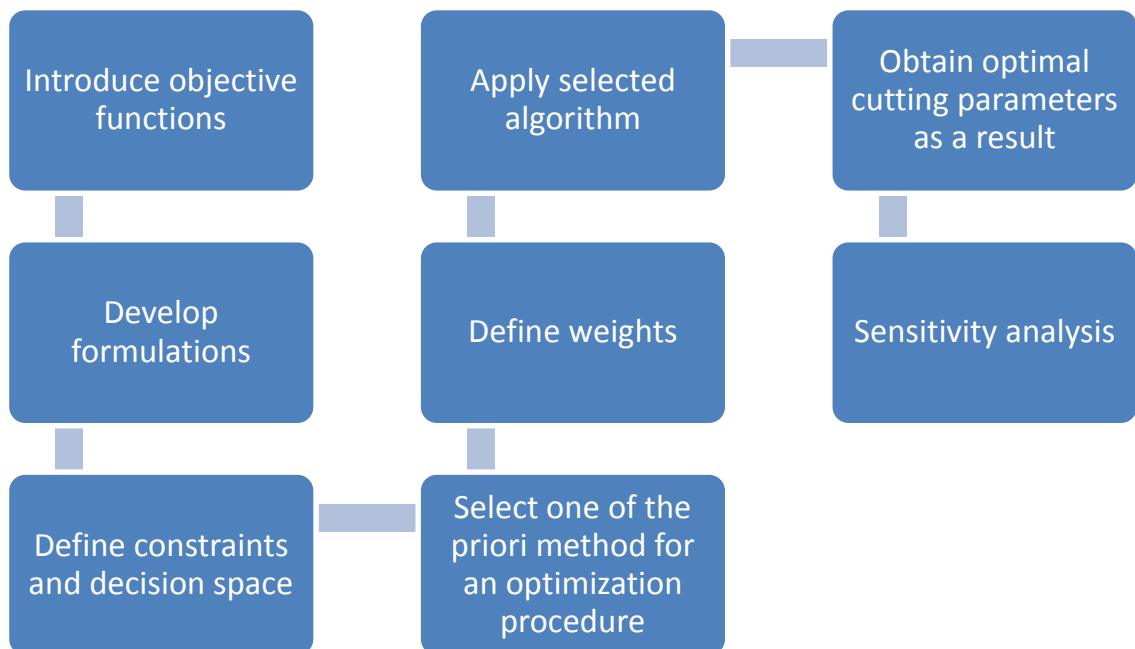 Introduce objective
functions
Develop
formulations
Define constraints
and decision space
Select one of the
priori method for
an optimization
procedure
Define weights
Apply selected
algorithm
Obtain optimal
cutting parameters
as a result
Sensitivity analysis